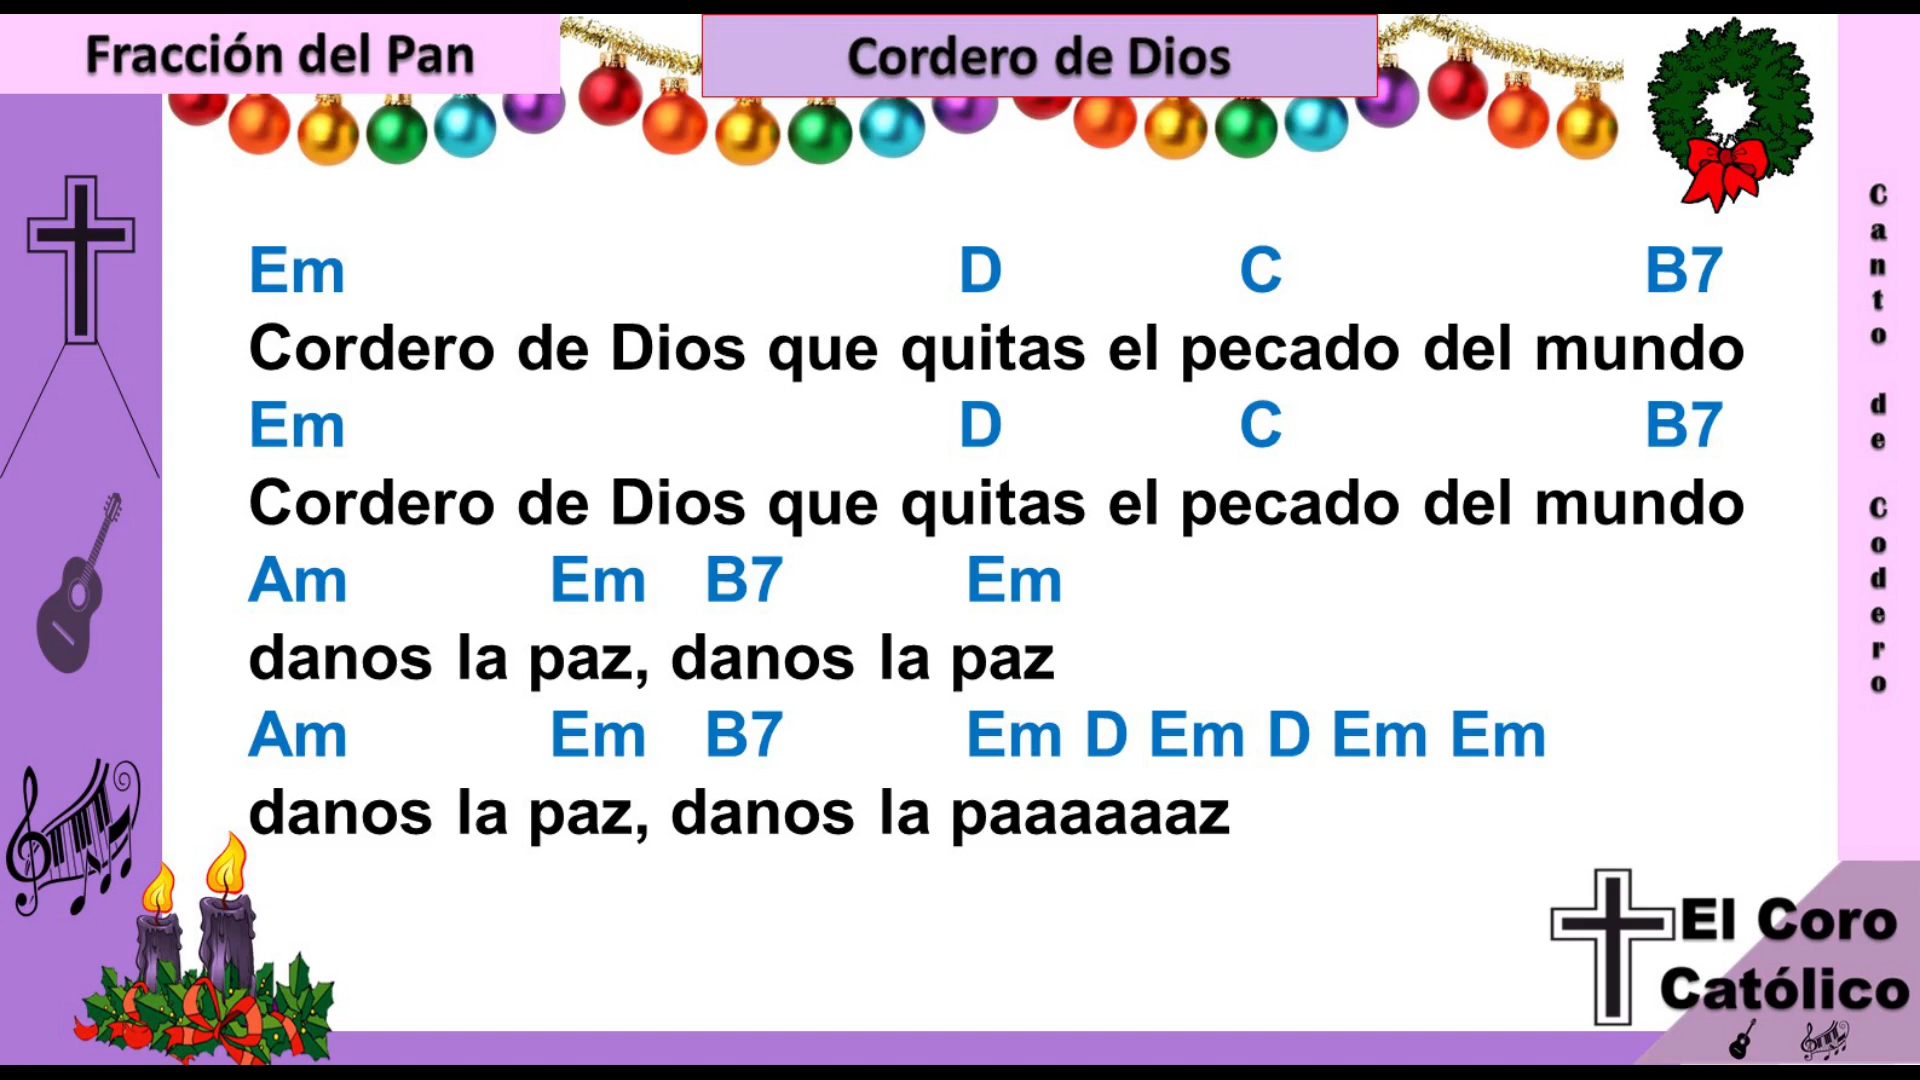 Fracción del Pan
Cordero de Dios
Em D C B7
Cordero de Dios que quitas el pecado del mundo
Em D C B7
Cordero de Dios que quitas el pecado del mundo
Am Em B7 Em
danos la paz, danos la paz
Am Em B7 Em D Em D Em Em
danos la paz, danos la paaaaaaz
Canto de Codero
El Coro
Católico